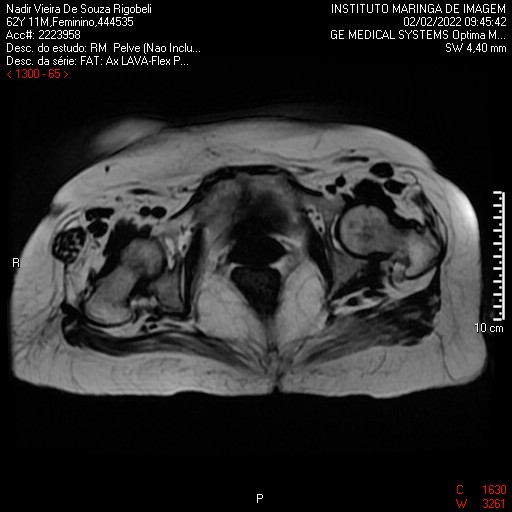 Nadir Vieira De Souza Rigobeli
62Y 11M,Feminino,444535
Acc#: 2223958
Desc. do estudo: RM  Pelve (Nao Inclu...
Desc. da série: FAT: Ax LAVA-Flex P...
< 1300 - 65 >
INSTITUTO MARINGA DE IMAGEM
02/02/2022 09:45:42
GE MEDICAL SYSTEMS Optima M...
SW 4,40 mm
R
10 cm
P
C 1630
W 3261